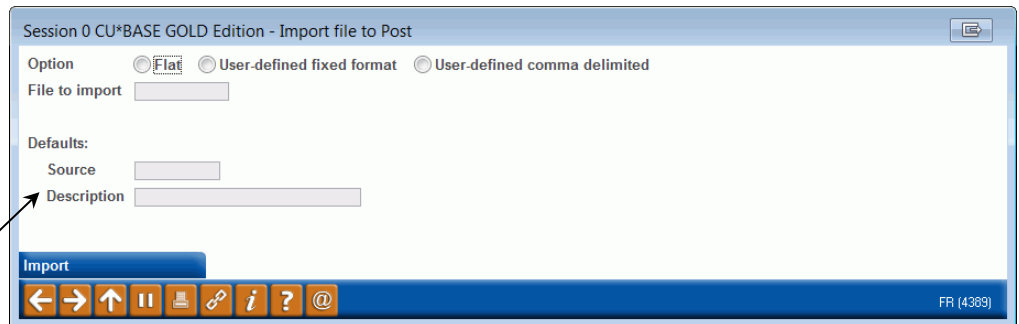 Session 0 CU*BASE GOLD Edition - Import file to Post
Option Flat User-defined fixed format User-defined comma delimited
File to import
Defaults:
Source
Description
Import
i ? @ FR (4389)